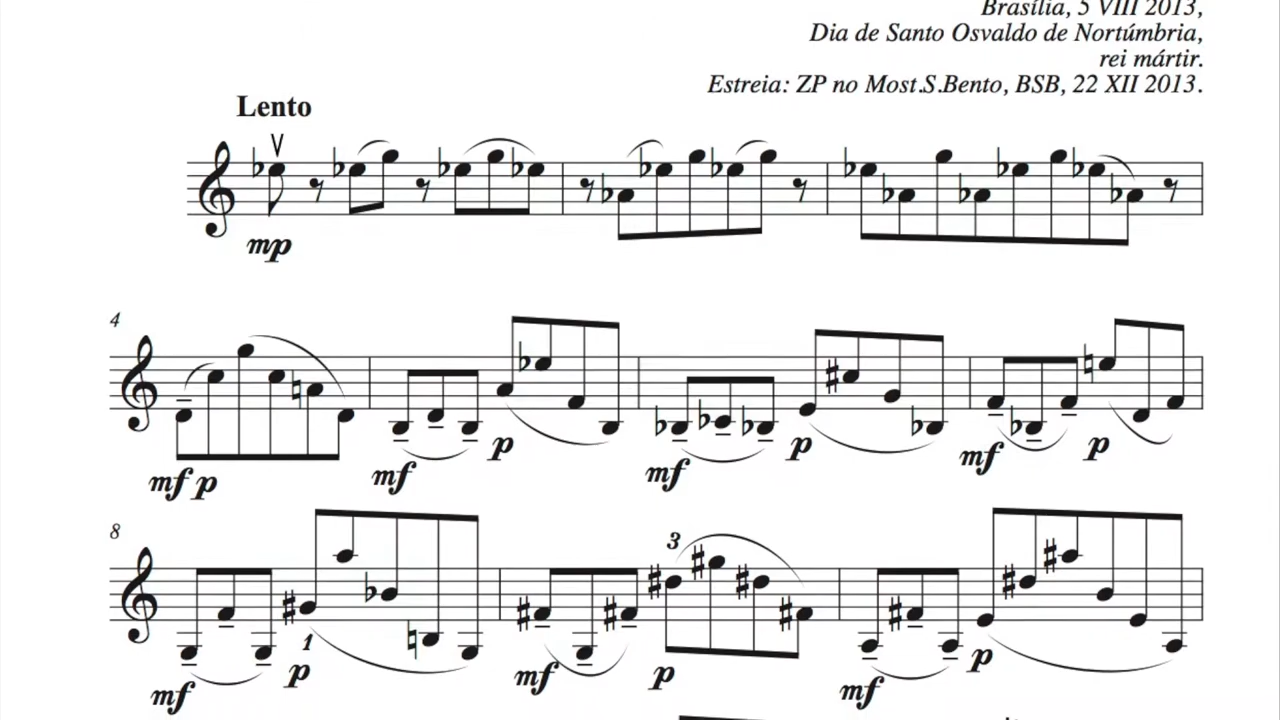 Brasília, 5 VIII 2013,
Dia de Santo Osvaldo de Nortúmbria,
rei mártir.
Estreia: ZP no Most.S.Bento, BSB, 22 XII 2013.
Lento
mp
4
mf p mf p mf p mf p
8
3
1
mf p mf p mf p